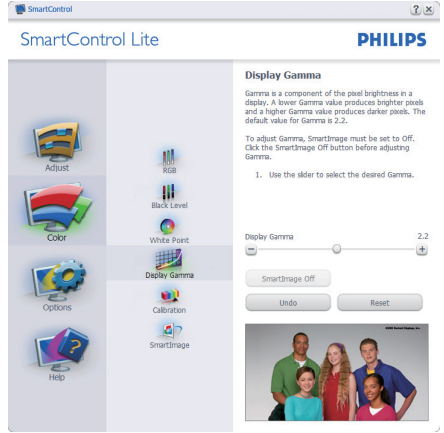 SmartControl
SmartControl Lite
PHILIPS
Adjust
Color
Options
Help
RGB
Black Level
White Point
Display Gamma
Calibration
SmartImage
Display Gamma
Gamma is a component of the pixel brightness in a
display. A lower Gamma value produces brighter pixels
and a higher Gamma value produces darker pixels. The
default value for Gamma is 2.2.
To adjust Gamma, SmartImage must be set to Off.
Click the SmartImage Off button before adjusting
Gamma.
1. Use the slider to select the desired Gamma.
Display Gamma 2.2
SmartImage Off
Undo Reset